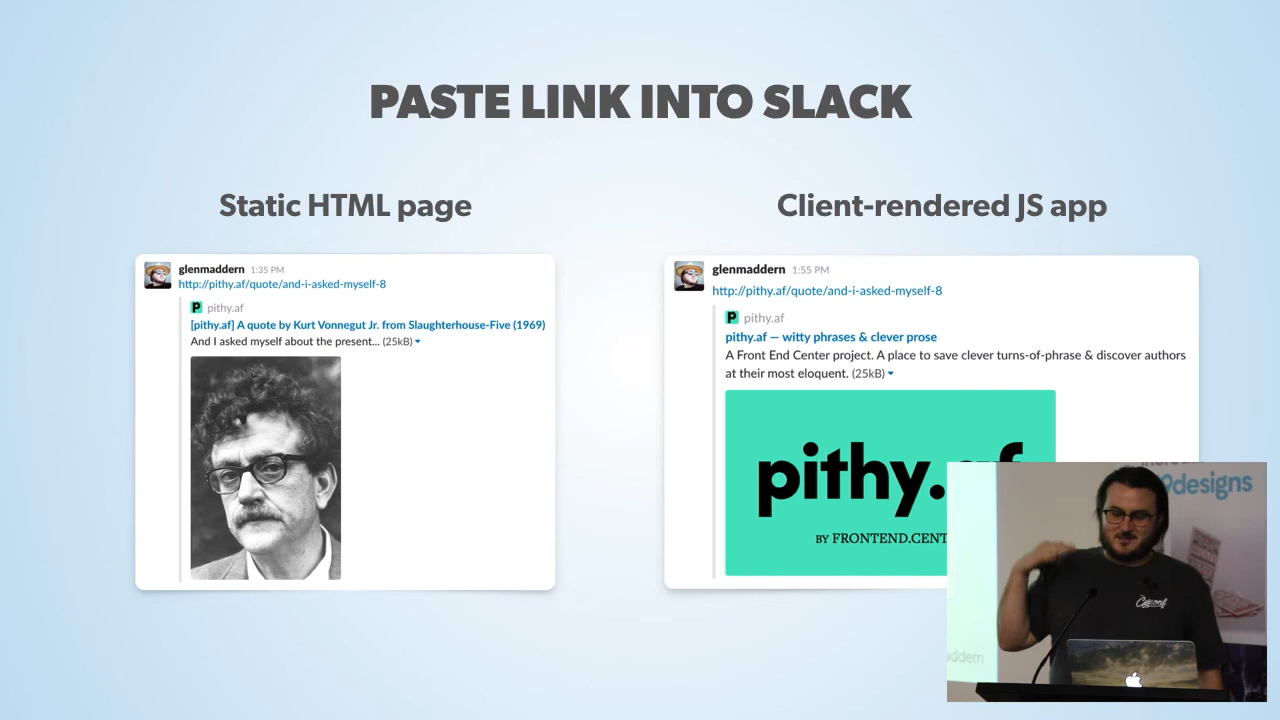 PASTE LINK INTO SLACK
Static HTML page
Client-rendered JS app
glenmaddern 1:35 PM
http://pithy.af/quote/and-i-asked-myself-8
P pithy.af
[pithy.af] A quote by Kurt Vonnegut Jr. from Slaughterhouse-Five (1969)
And I asked myself about the present... (25kB)
glenmaddern 1:55 PM
http://pithy.af/quote/and-i-asked-myself-8
P pithy.af
pithy.af — witty phrases & clever prose
A Front End Center project. A place to save clever turns-of-phrase & discover authors
at their most eloquent. (25kB)
pithy.af
BY FRONTEND.CENT
9designs
Cssconf
addern